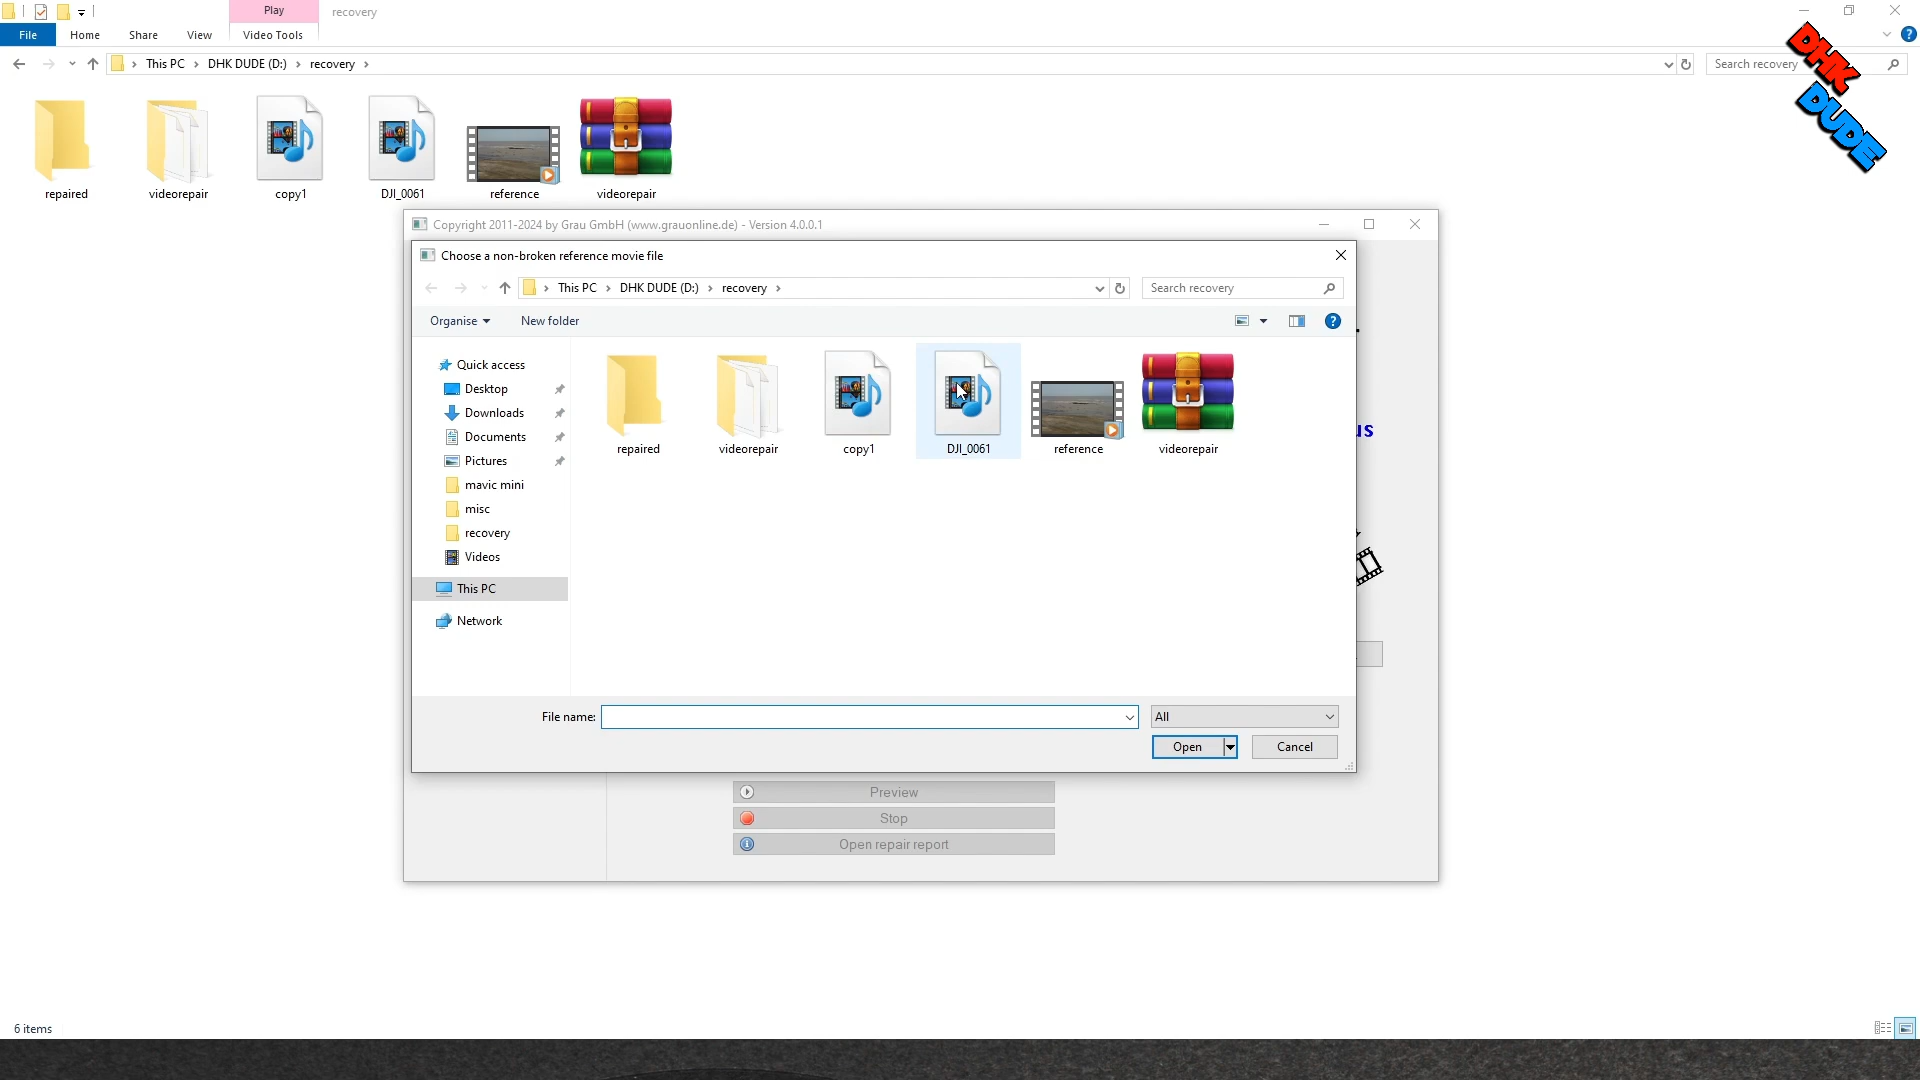 Play
recovery
File
Home
Share
View
Video Tools
This PC
DHK DUDE (D:)
recovery
Search recovery
DHK
DUDE
repaired
videorepair
copy1
DJI_0061
reference
videorepair
Copyright 2011-2024 by Grau GmbH (www.grauonline.de) - Version 4.0.0.1
Choose a non-broken reference movie file
This PC
DHK DUDE (D:)
recovery
Search recovery
Organise
New folder
Quick access
Desktop
Downloads
Documents
Pictures
mavic mini
misc
recovery
Videos
This PC
Network
repaired
videorepair
copy1
DJI_0061
reference
videorepair
us
File name:
All
Open
Cancel
Preview
Stop
Open repair report
6 items